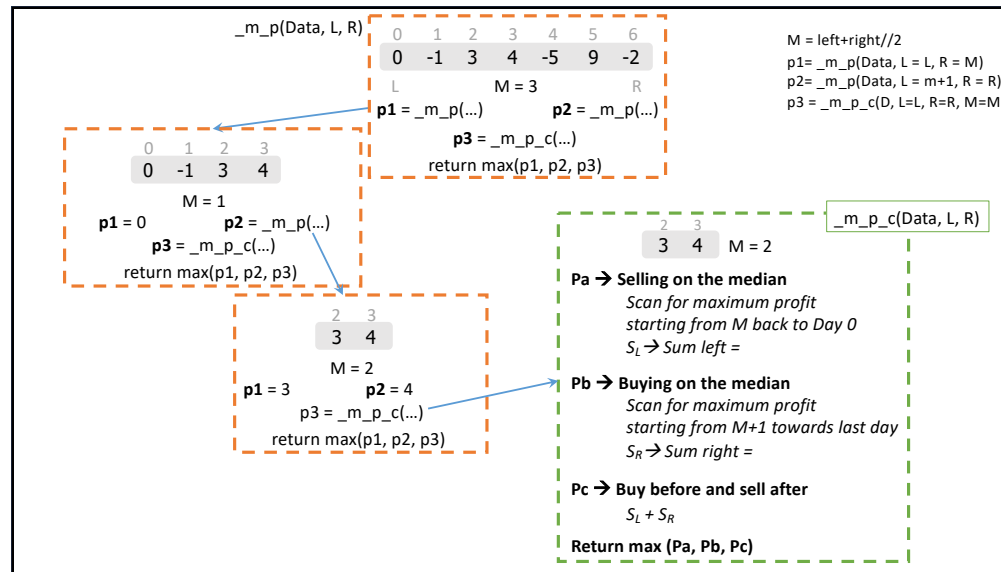 _m_p(Data, L, R)
0 1 2 3 4 5 6
0 -1 3 4 -5 9 -2
L M = 3 R
p1 = _m_p(…) p2 = _m_p(…)
p3 = _m_p_c(…)
return max(p1, p2, p3)
M = left+right//2
p1= _m_p(Data, L = L, R = M)
p2= _m_p(Data, L = m+1, R = R)
p3 = _m_p_c(D, L=L, R=R, M=M
0 1 2 3
0 -1 3 4
M = 1
p1 = 0 p2 = _m_p(…)
p3 = _m_p_c(…)
return max(p1, p2, p3)
2 3
3 4
M = 2
p1 = 3 p2 = 4
p3 = _m_p_c(…)
return max(p1, p2, p3)
_m_p_c(Data, L, R)
2 3
3 4 M = 2
Pa → Selling on the median
Scan for maximum profit
starting from M back to Day 0
SL → Sum left =
Pb → Buying on the median
Scan for maximum profit
starting from M+1 towards last day
SR → Sum right =
Pc → Buy before and sell after
SL + SR
Return max (Pa, Pb, Pc)